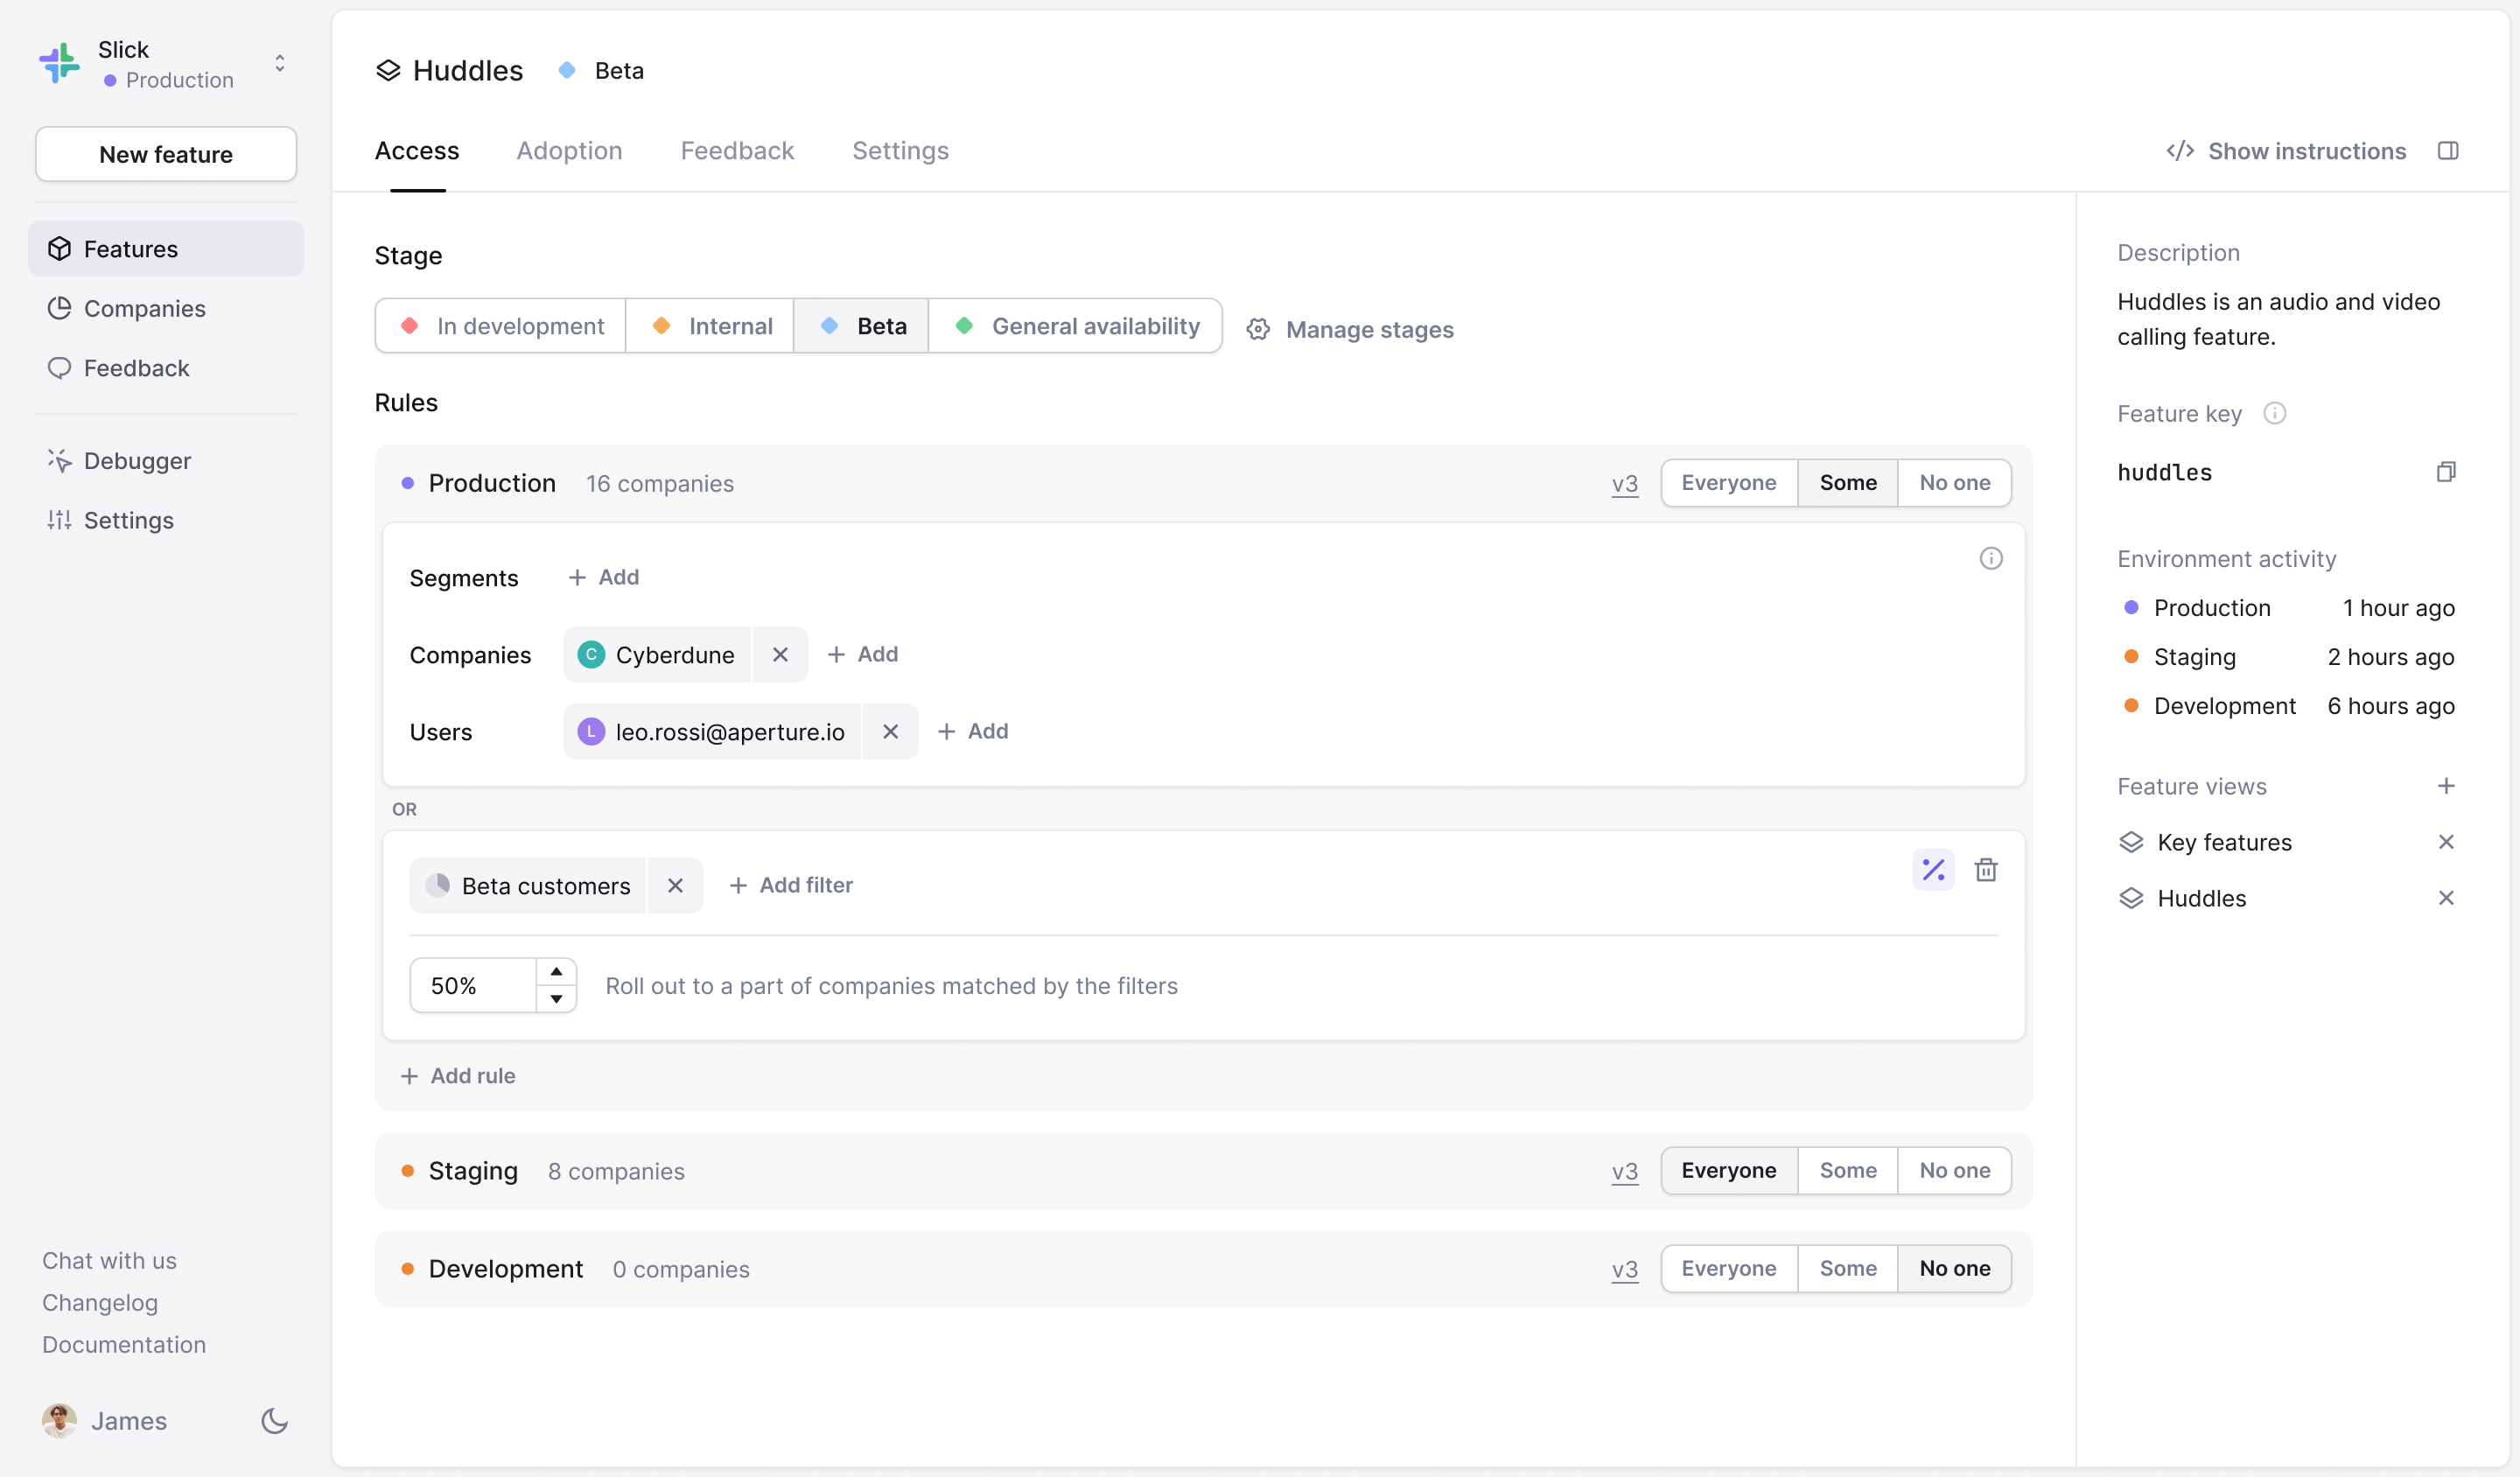 Slick
Production
New feature
Features
Companies
Feedback
Debugger
Settings
Chat with us
Changelog
Documentation
James
Huddles Beta
Access Adoption Feedback Settings
Show instructions
Stage
In development Internal Beta General availability Manage stages
Rules
Production 16 companies v3 Everyone Some No one
Segments + Add
Companies C Cyberdune + Add
Users L leo.rossi@aperture.io + Add
OR
Beta customers + Add filter
50% Roll out to a part of companies matched by the filters
+ Add rule
Staging 8 companies v3 Everyone Some No one
Development 0 companies v3 Everyone Some No one
Description
Huddles is an audio and video
calling feature.
Feature key
huddles
Environment activity
Production 1 hour ago
Staging 2 hours ago
Development 6 hours ago
Feature views
Key features
Huddles